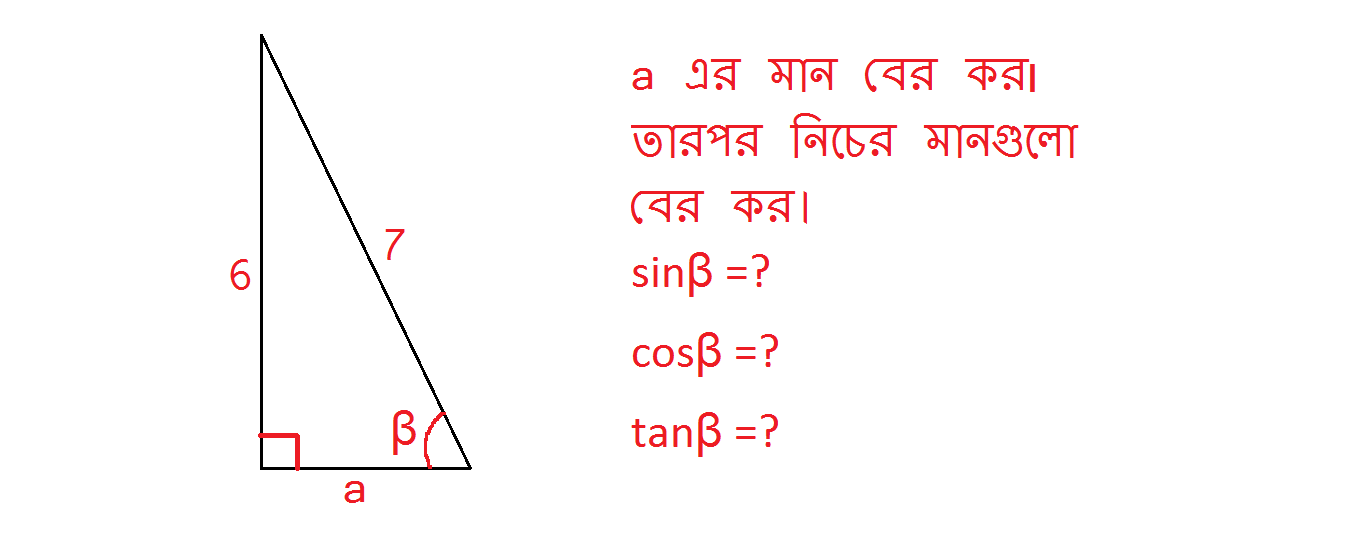 6
7
β
a
a এর মান বের কর।
তারপর নিচের মানগুলো
বের কর।
sinβ =?
cosβ =?
tanβ =?